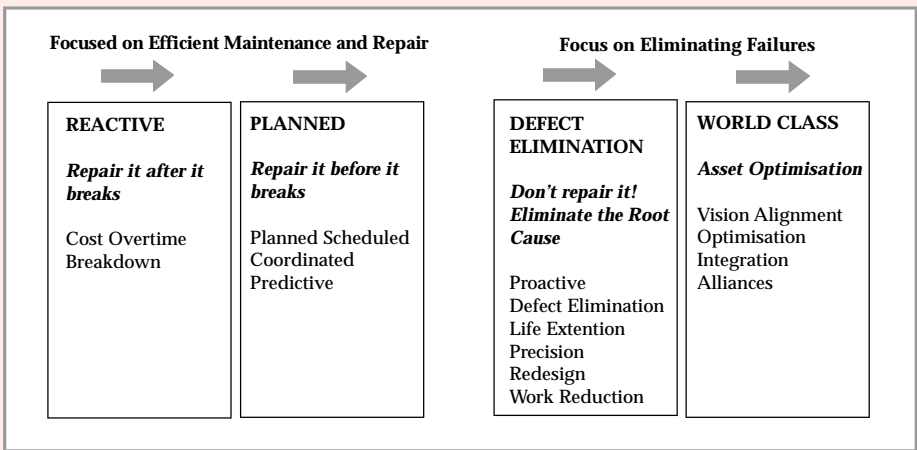 Focused on Efficient Maintenance and Repair
REACTIVE
Repair it after it
breaks
Cost Overtime
Breakdown
PLANNED
Repair it before it
breaks
Planned Scheduled
Coordinated
Predictive
Focus on Eliminating Failures
DEFECT
ELIMINATION
Don't repair it!
Eliminate the Root
Cause
Proactive
Defect Elimination
Life Extention
Precision
Redesign
Work Reduction
WORLD CLASS
Asset Optimisation
Vision Alignment
Optimisation
Integration
Alliances